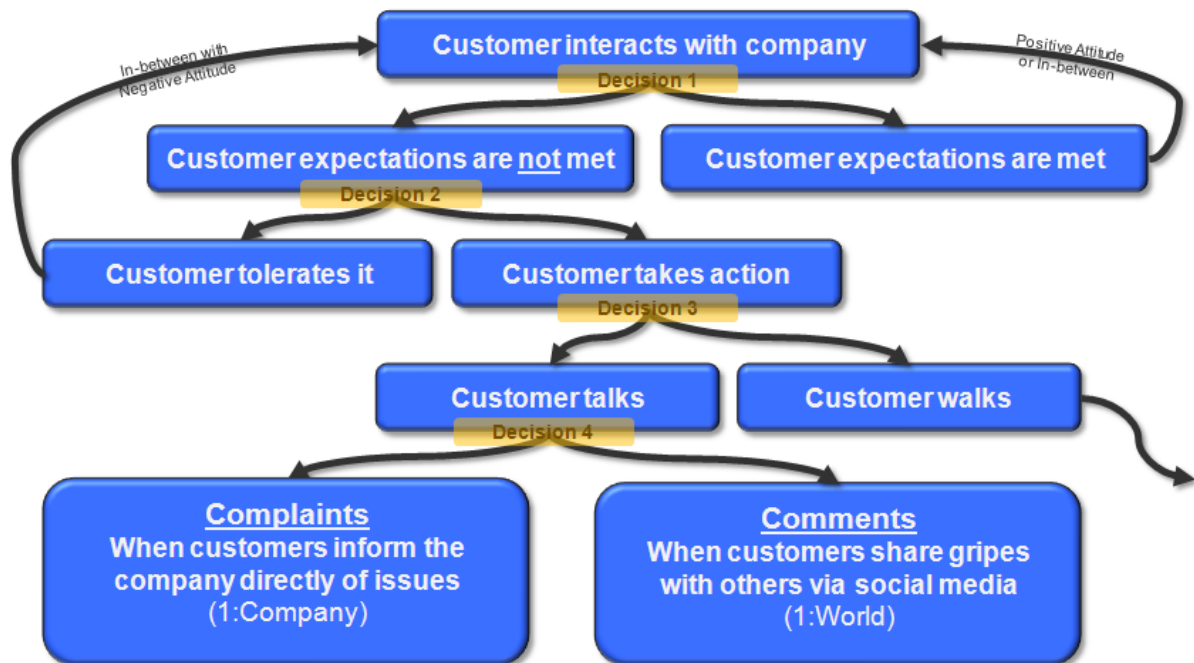 Customer interacts with company
In-between with
Negative Attitude
Positive Attitude
or In-between
Decision 1
Customer expectations are not met
Customer expectations are met
Decision 2
Customer tolerates it
Customer takes action
Decision 3
Customer talks
Customer walks
Decision 4
Complaints
When customers inform the
company directly of issues
(1:Company)
Comments
When customers share gripes
with others via social media
(1:World)